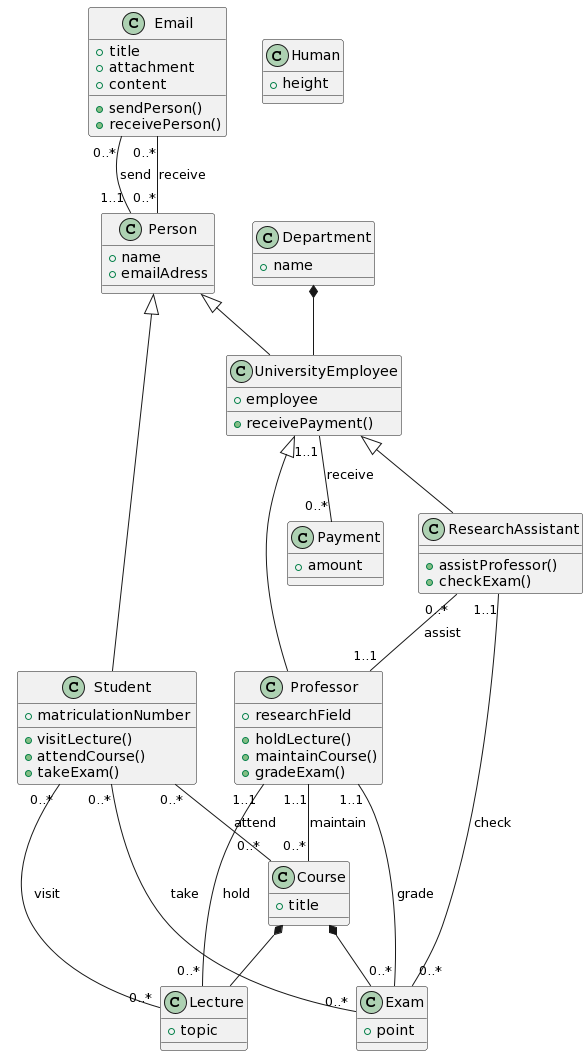 C Email
title
attachment
content
sendPerson()
receivePerson()
C Human
height
0..*
0..*
send
receive
1..1
0..*
C Person
name
emailAdress
C Department
name
C UniversityEmployee
employee
receivePayment()
1..1
receive
0..*
C Payment
amount
C ResearchAssistant
assistProfessor()
checkExam()
0..*
1..1
assist
1..1
C Student
matriculationNumber
visitLecture()
attendCourse()
takeExam()
C Professor
researchField
holdLecture()
maintainCourse()
gradeExam()
0..*
0..*
0..*
1..1
1..1
1..1
attend
maintain
check
0..*
0..*
C Course
title
visit
take
hold
grade
0..*
0..*
0..*
0..*
0..*
C Lecture
topic
C Exam
point